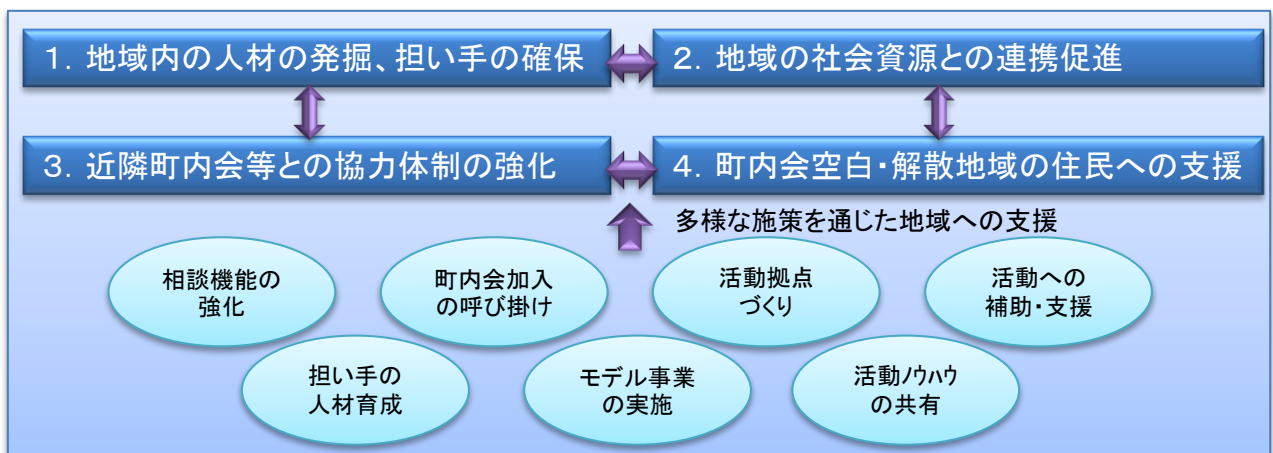 1．地域内の人材の発掘、担い手の確保
2．地域の社会資源との連携促進
3．近隣町内会等との協力体制の強化
4．町内会空白・解散地域の住民への支援
多様な施策を通じた地域への支援
相談機能の
強化
町内会加入
の呼び掛け
活動拠点
づくり
活動への
補助・支援
担い手の
人材育成
モデル事業
の実施
活動ﾉｳﾊｳ
の共有